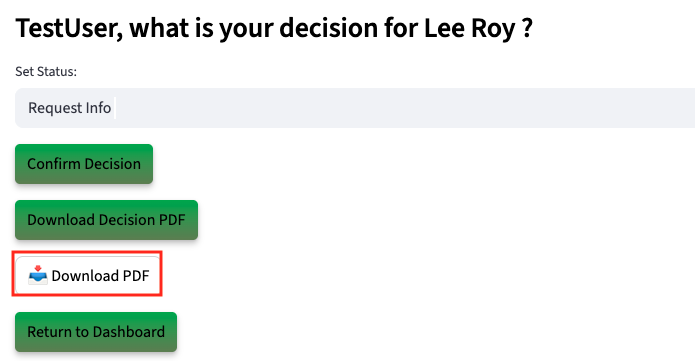 TestUser, what is your decision for Lee Roy ?
Set Status:
Request Info
Confirm Decision
Download Decision PDF
📥 Download PDF
Return to Dashboard